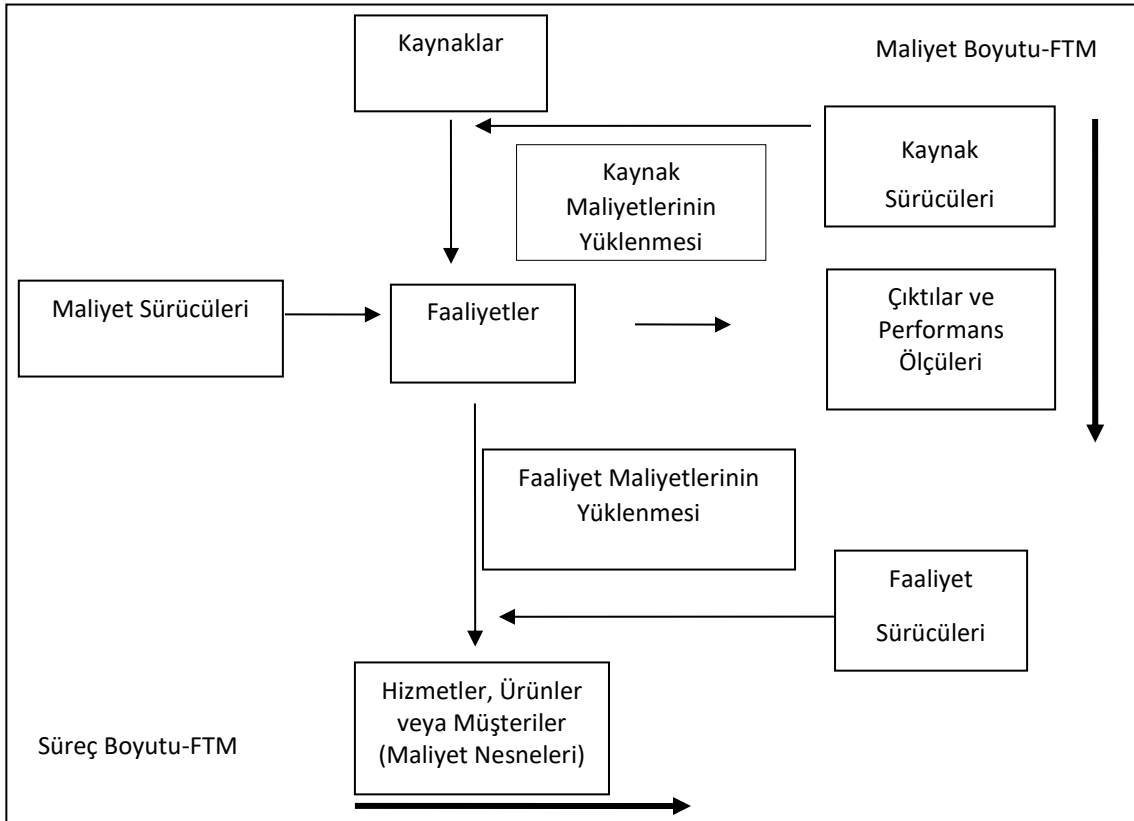 Kaynaklar
Maliyet Boyutu-FTM
Kaynak
Sürücüleri
Kaynak
Maliyetlerinin
Yüklenmesi
Maliyet Sürücüleri
Faaliyetler
Çıktılar ve
Performans
Ölçüleri
Faaliyet Maliyetlerinin
Yüklenmesi
Faaliyet
Sürücüleri
Hizmetler, Ürünler
veya Müşteriler
(Maliyet Nesneleri)
Süreç Boyutu-FTM